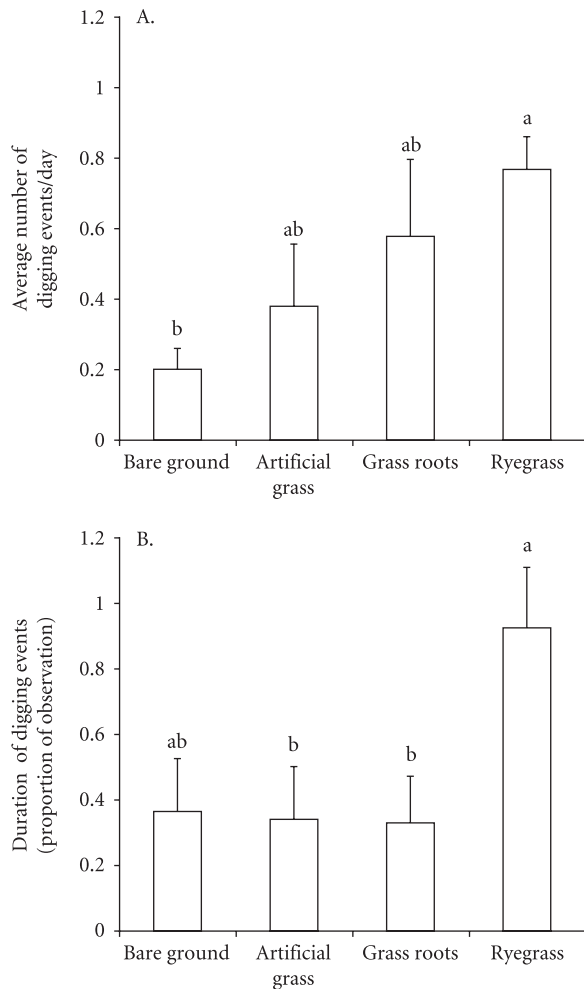 A.
Average number of
digging events/day
1.2
1
0.8
0.6
0.4
0.2
0
b
ab
ab
a
Bare ground
Artificial
grass
Grass roots
Ryegrass
B.
Duration of digging events
(proportion of observation)
1.2
1
0.8
0.6
0.4
0.2
0
ab
b
b
a
Bare ground
Artificial
grass
Grass roots
Ryegrass